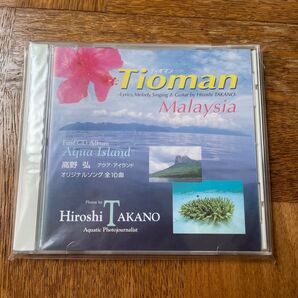 ティオマン
Tioman
-Lyrics, Melody, Singing & Guitar by Hiroshi TAKANO-
Malaysia
First CD Album
Aqua Island
高野 弘 アクア・アイランド
オリジナルソング 全10曲
Photos by
Hiroshi TAKANO
Aquatic Photojournalist